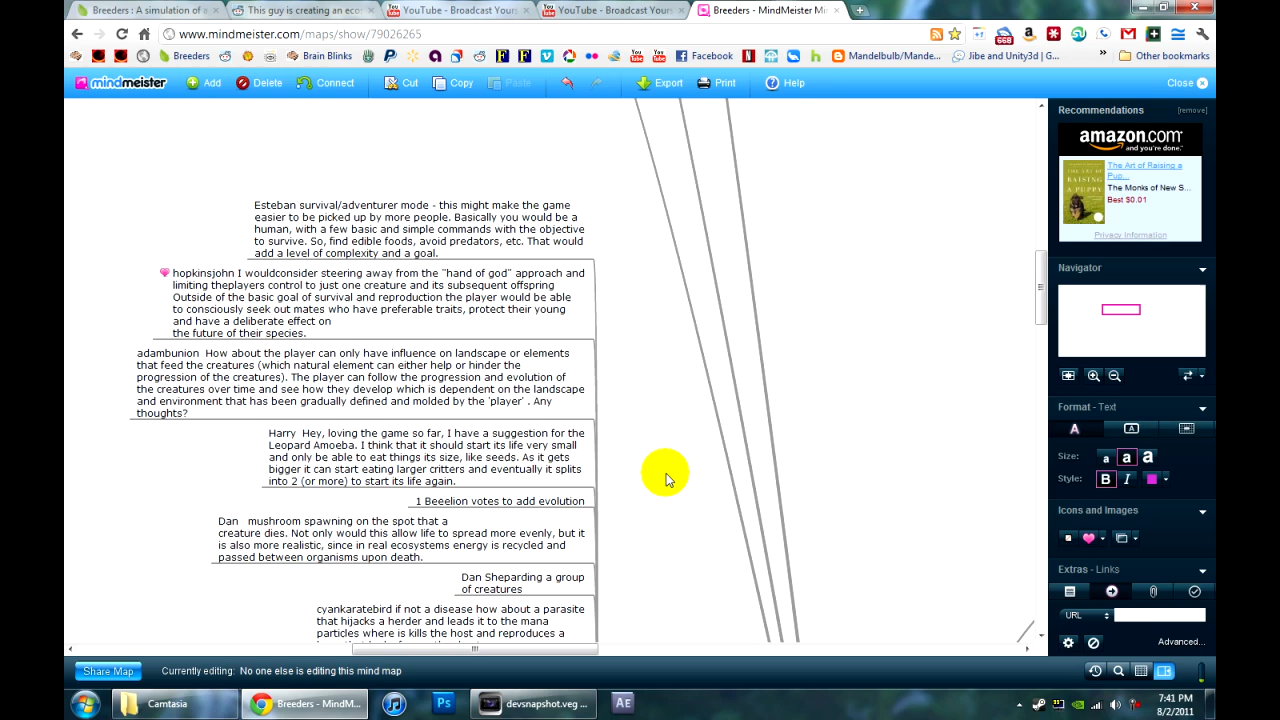 Breeders : A simulation of a
This guy is creating an eco
YouTube - Broadcast Yours
YouTube - Broadcast Yours
Breeders - MindMeister Mi
www.mindmeister.com/maps/show/79026265
Breeders
Brain Blinks
Facebook
Mandelbulb/Mande...
Jibe and Unity3d | G...
Other bookmarks
mindmeister
Add
Delete
Connect
Cut
Copy
Paste
Export
Print
Help
Close
Esteban survival/adventurer mode - this might make the game
easier to be picked up by more people. Basically you would be a
human, with a few basic and simple commands with the objective
to survive. So, find edible foods, avoid predators, etc. That would
add a level of complexity and a goal.
hopkinsjohn I wouldconsider steering away from the "hand of god" approach and
limiting theplayers control to just one creature and its subsequent offspring
Outside of the basic goal of survival and reproduction the player would be able
to consciously seek out mates who have preferable traits, protect their young
and have a deliberate effect on
the future of their species.
adambunion How about the player can only have influence on landscape or elements
that feed the creatures (which natural element can either help or hinder the
progression of the creatures). The player can follow the progression and evolution of
the creatures over time and see how they develop which is dependent on the landscape
and environment that has been gradually defined and molded by the 'player' . Any
thoughts?
Harry Hey, loving the game so far, I have a suggestion for the
Leopard Amoeba. I think that it should start its life very small
and only be able to eat things its size, like seeds. As it gets
bigger it can start eating larger critters and eventually it splits
into 2 (or more) to start its life again.
1 Beeelion votes to add evolution
Dan mushroom spawning on the spot that a
creature dies. Not only would this allow life to spread more evenly, but it
is also more realistic, since in real ecosystems energy is recycled and
passed between organisms upon death.
Dan Sheparding a group
of creatures
cyankaratebird if not a disease how about a parasite
that hijacks a herder and leads it to the mana
particles where is kills the host and reproduces a
Recommendations
[remove]
amazon.com
and you're done.
THE ART OF
RAISING
A PUPPY
The Art of Raising a
Pup...
The Monks of New S...
Best $0.01
Privacy Information
Navigator
Format - Text
A
A
Size:
a
a
a
Style:
B
I
Icons and Images
Extras - Links
URL
Advanced...
Share Map
Currently editing: No one else is editing this mind map
Camtasia
Breeders - MindM...
Ps
devsnapshot.veg ...
Ae
7:41 PM
8/2/2011